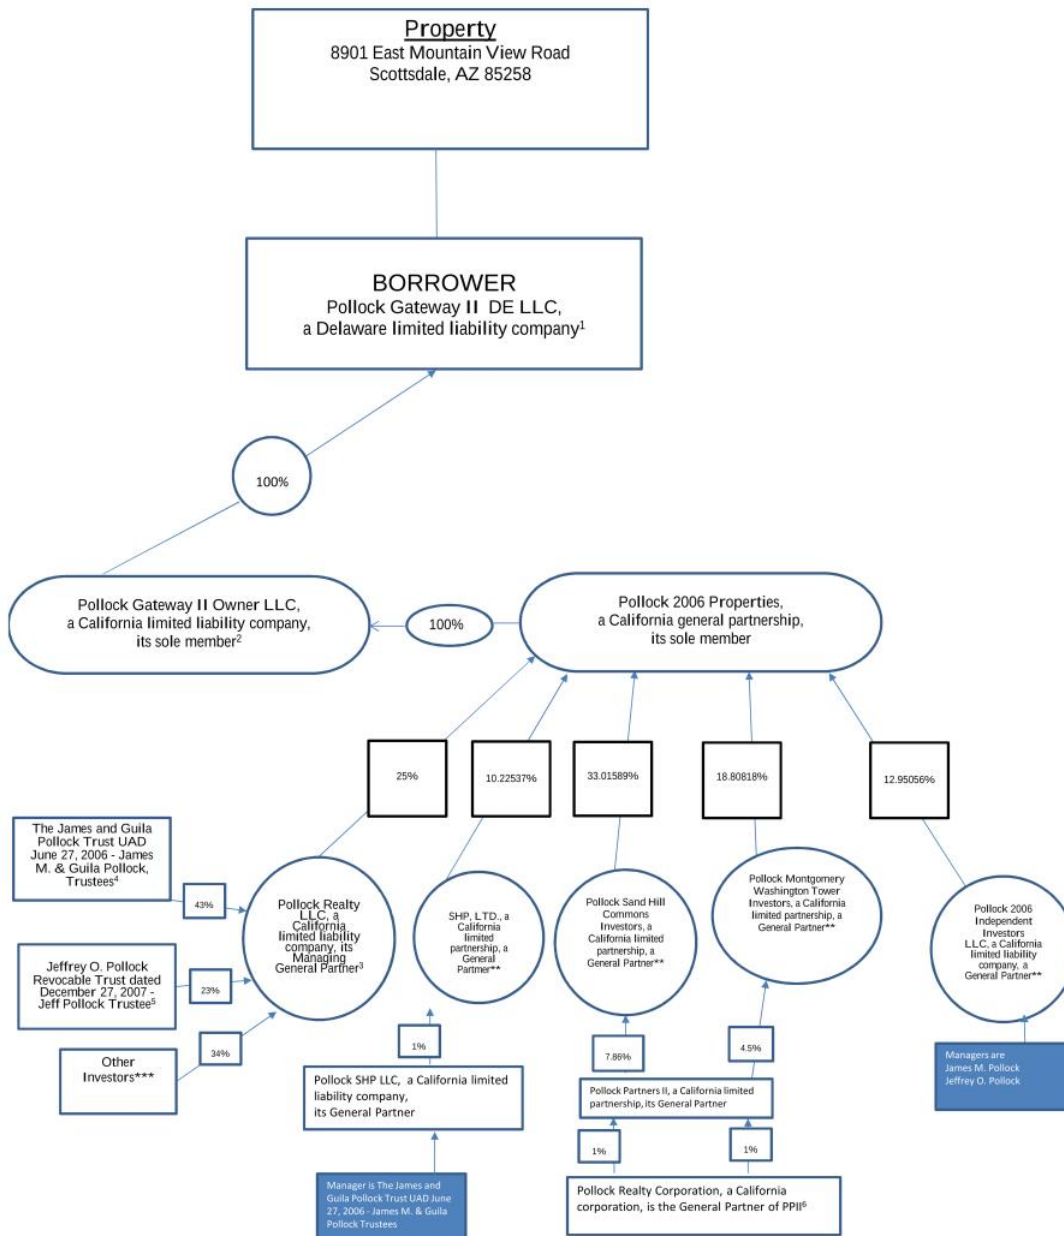 Property
8901 East Mountain View Road
Scottsdale, AZ 85258
BORROWER
Pollock Gateway II DE LLC,
a Delaware limited liability company¹
100%
Pollock Gateway II Owner LLC,
a California limited liability company,
its sole member²
100%
Pollock 2006 Properties,
a California general partnership,
its sole member
25%
10.22537%
33.01589%
18.80818%
12.95056%
The James and Guila
Pollock Trust UAD
June 27, 2006 - James
M. & Guila Pollock,
Trustees⁴
43%
Jeffrey O. Pollock
Revocable Trust dated
December 27, 2007 -
Jeff Pollock Trustee⁵
23%
Other
Investors***
34%
Pollock Realty
LLC, a
California
limited liability
company, its
Managing
General Partner³
SHP, LTD., a
California
limited
partnership, a
General
Partner**
Pollock Sand Hill
Commons
Investors, a
California limited
partnership, a
General Partner**
Pollock Montgomery
Washington Tower
Investors, a California
limited partnership, a
General Partner**
Pollock 2006
Independent
Investors
LLC, a California
limited liability
company, a
General Partner**
1%
7.86%
4.5%
Pollock SHP LLC, a California limited
liability company,
its General Partner
Pollock Partners II, a California limited
partnership, its General Partner
Managers are
James M. Pollock
Jeffrey O. Pollock
1%
1%
Manager is The James and
Guila Pollock Trust UAD June
27, 2006 - James M. & Guila
Pollock Trustees
Pollock Realty Corporation, a California
corporation, is the General Partner of PPII⁶